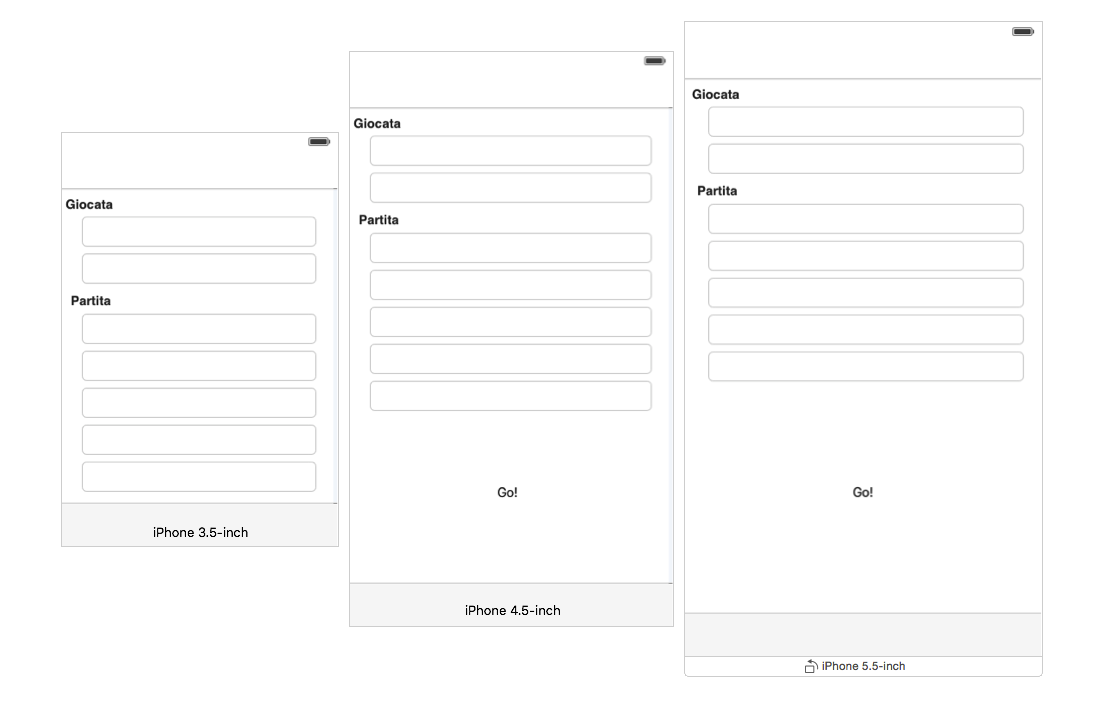 Giocata
Partita
iPhone 3.5-inch
Giocata
Partita
Go!
iPhone 4.5-inch
Giocata
Partita
Go!
iPhone 5.5-inch